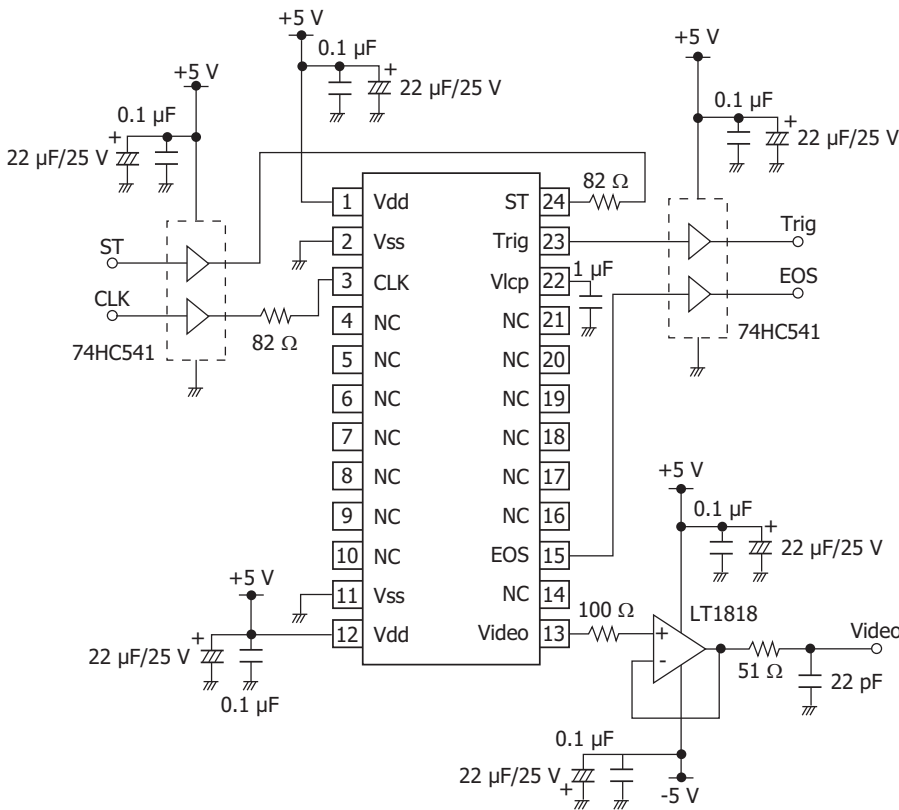 +5 V
0.1 µF
+
22 µF/25 V
+5 V
0.1 µF
+
22 µF/25 V
+5 V
0.1 µF
+
22 µF/25 V
ST
CLK
74HC541
82 Ω
82 Ω
1 Vdd
2 Vss
3 CLK
4 NC
5 NC
6 NC
7 NC
8 NC
9 NC
10 NC
11 Vss
12 Vdd
ST 24
Trig 23
Vlcp 22
NC 21
NC 20
NC 19
NC 18
NC 17
NC 16
EOS 15
NC 14
Video 13
1 µF
Trig
EOS
74HC541
+5 V
0.1 µF
+
22 µF/25 V
+5 V
+
22 µF/25 V
0.1 µF
100 Ω
LT1818
+
-
51 Ω
Video
22 pF
0.1 µF
22 µF/25 V
+
-5 V